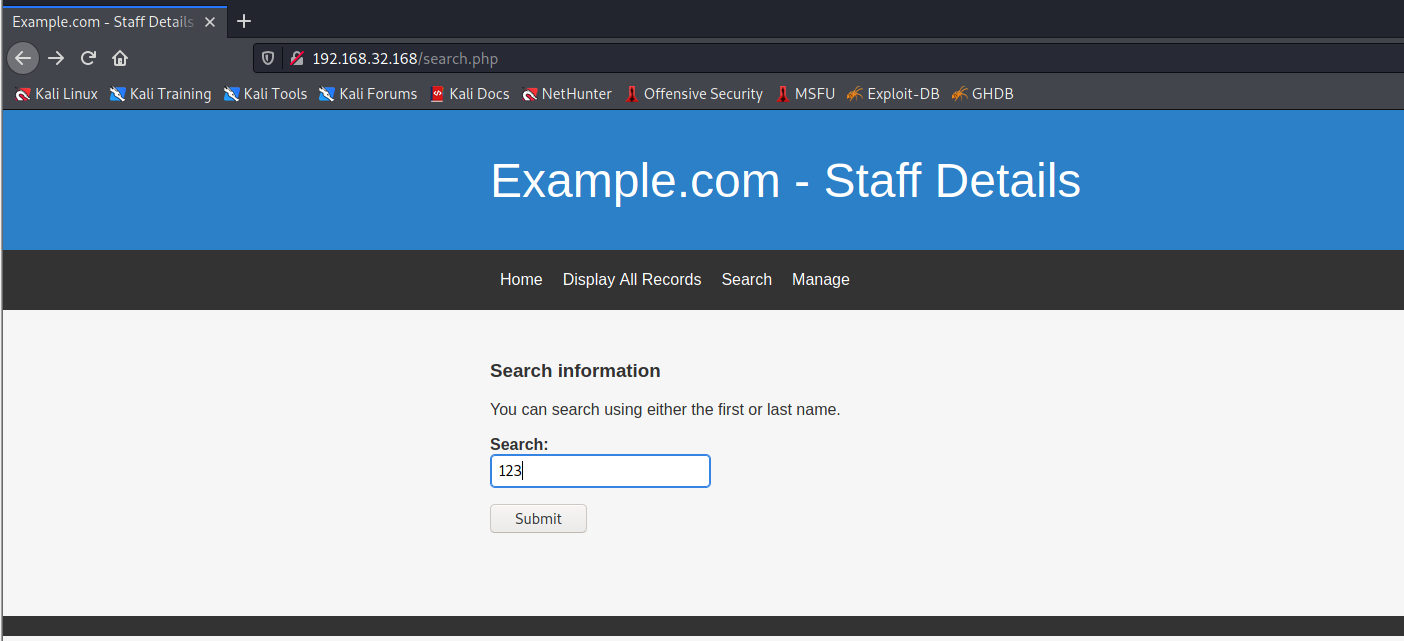 Example.com - Staff Details
192.168.32.168/search.php
Kali Linux Kali Training Kali Tools Kali Forums Kali Docs NetHunter Offensive Security MSFU Exploit-DB GHDB
Example.com - Staff Details
Home Display All Records Search Manage
Search information
You can search using either the first or last name.
Search:
123
Submit